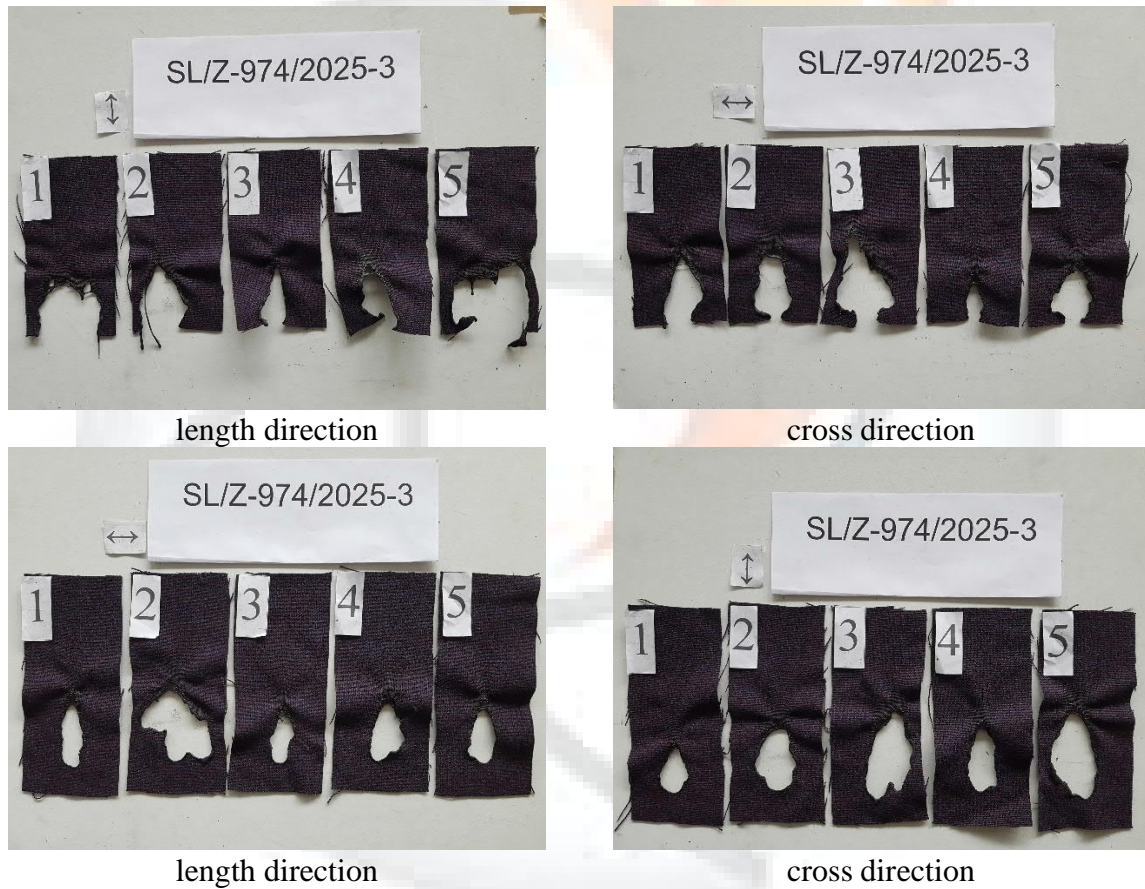 SL/Z-974/2025-3
↕
1 2 3 4 5
length direction
SL/Z-974/2025-3
↔
1 2 3 4 5
cross direction
SL/Z-974/2025-3
↔
1 2 3 4 5
length direction
SL/Z-974/2025-3
↕
1 2 3 4 5
cross direction